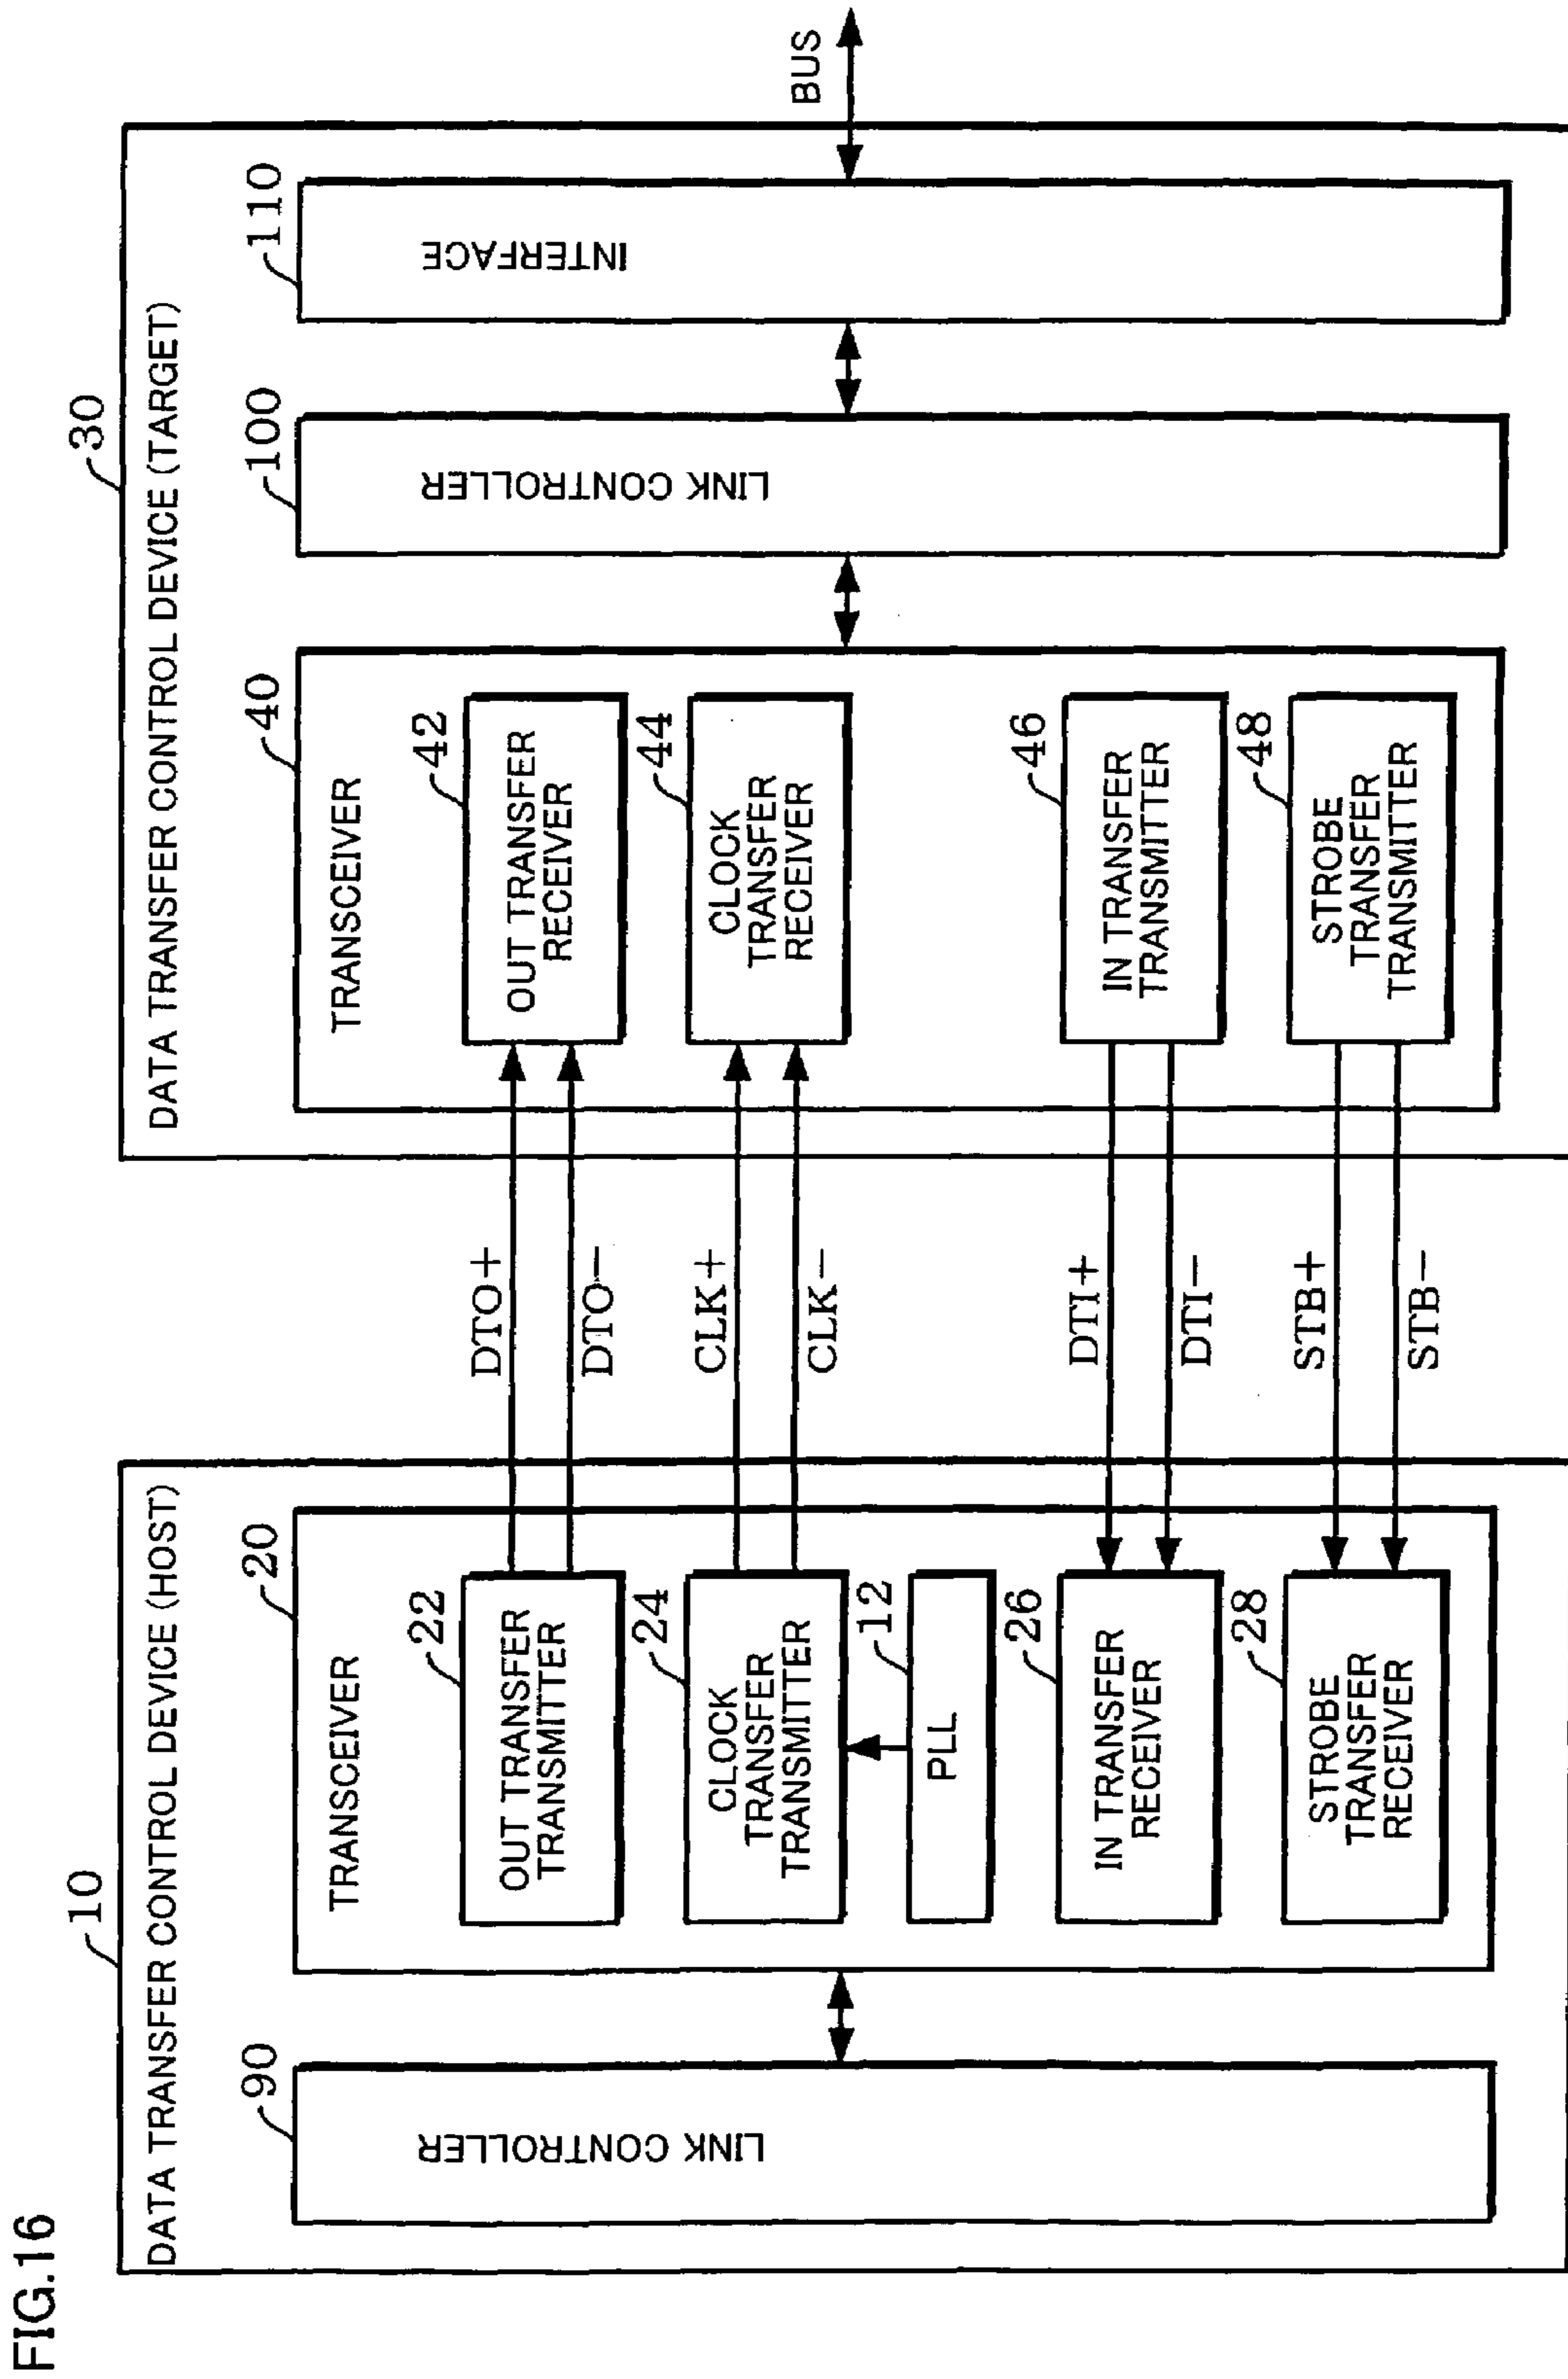 FIG.16
10
DATA TRANSFER CONTROL DEVICE (HOST)
90
LINK CONTROLLER
20
TRANSCEIVER
22
OUT TRANSFER
TRANSMITTER
24
CLOCK
TRANSFER
TRANSMITTER
12
PLL
26
IN TRANSFER
RECEIVER
28
STROBE
TRANSFER
RECEIVER
DTO+
DTO−
CLK+
CLK−
DTI+
DTI−
STB+
STB−
30
DATA TRANSFER CONTROL DEVICE (TARGET)
40
TRANSCEIVER
42
OUT TRANSFER
RECEIVER
44
CLOCK
TRANSFER
RECEIVER
46
IN TRANSFER
TRANSMITTER
48
STROBE
TRANSFER
TRANSMITTER
100
LINK CONTROLLER
110
INTERFACE
BUS